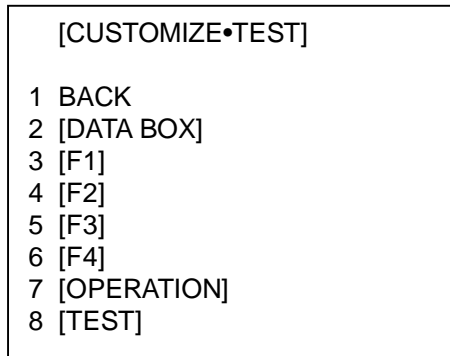 [CUSTOMIZE•TEST]
1 BACK
2 [DATA BOX]
3 [F1]
4 [F2]
5 [F3]
6 [F4]
7 [OPERATION]
8 [TEST]